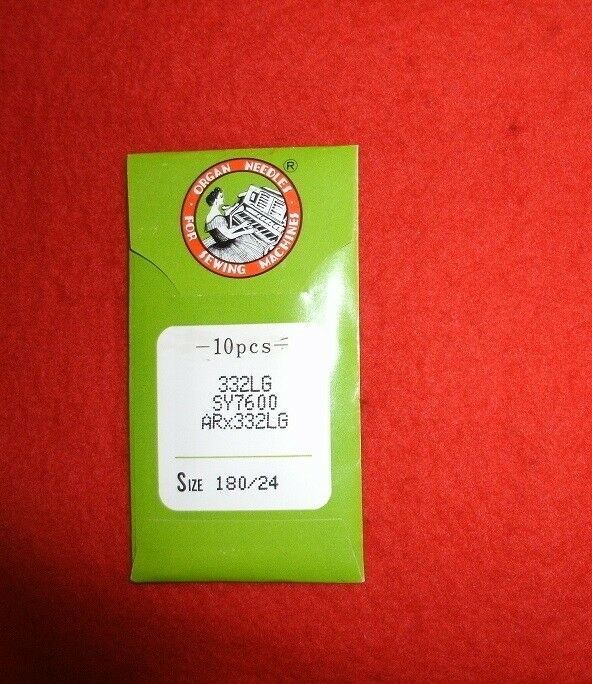 · ORGAN NEEDLES ·
FOR SEWING MACHINES
®
-10pcs-
332LG
SY7600
ARx332LG
SIZE 180/24